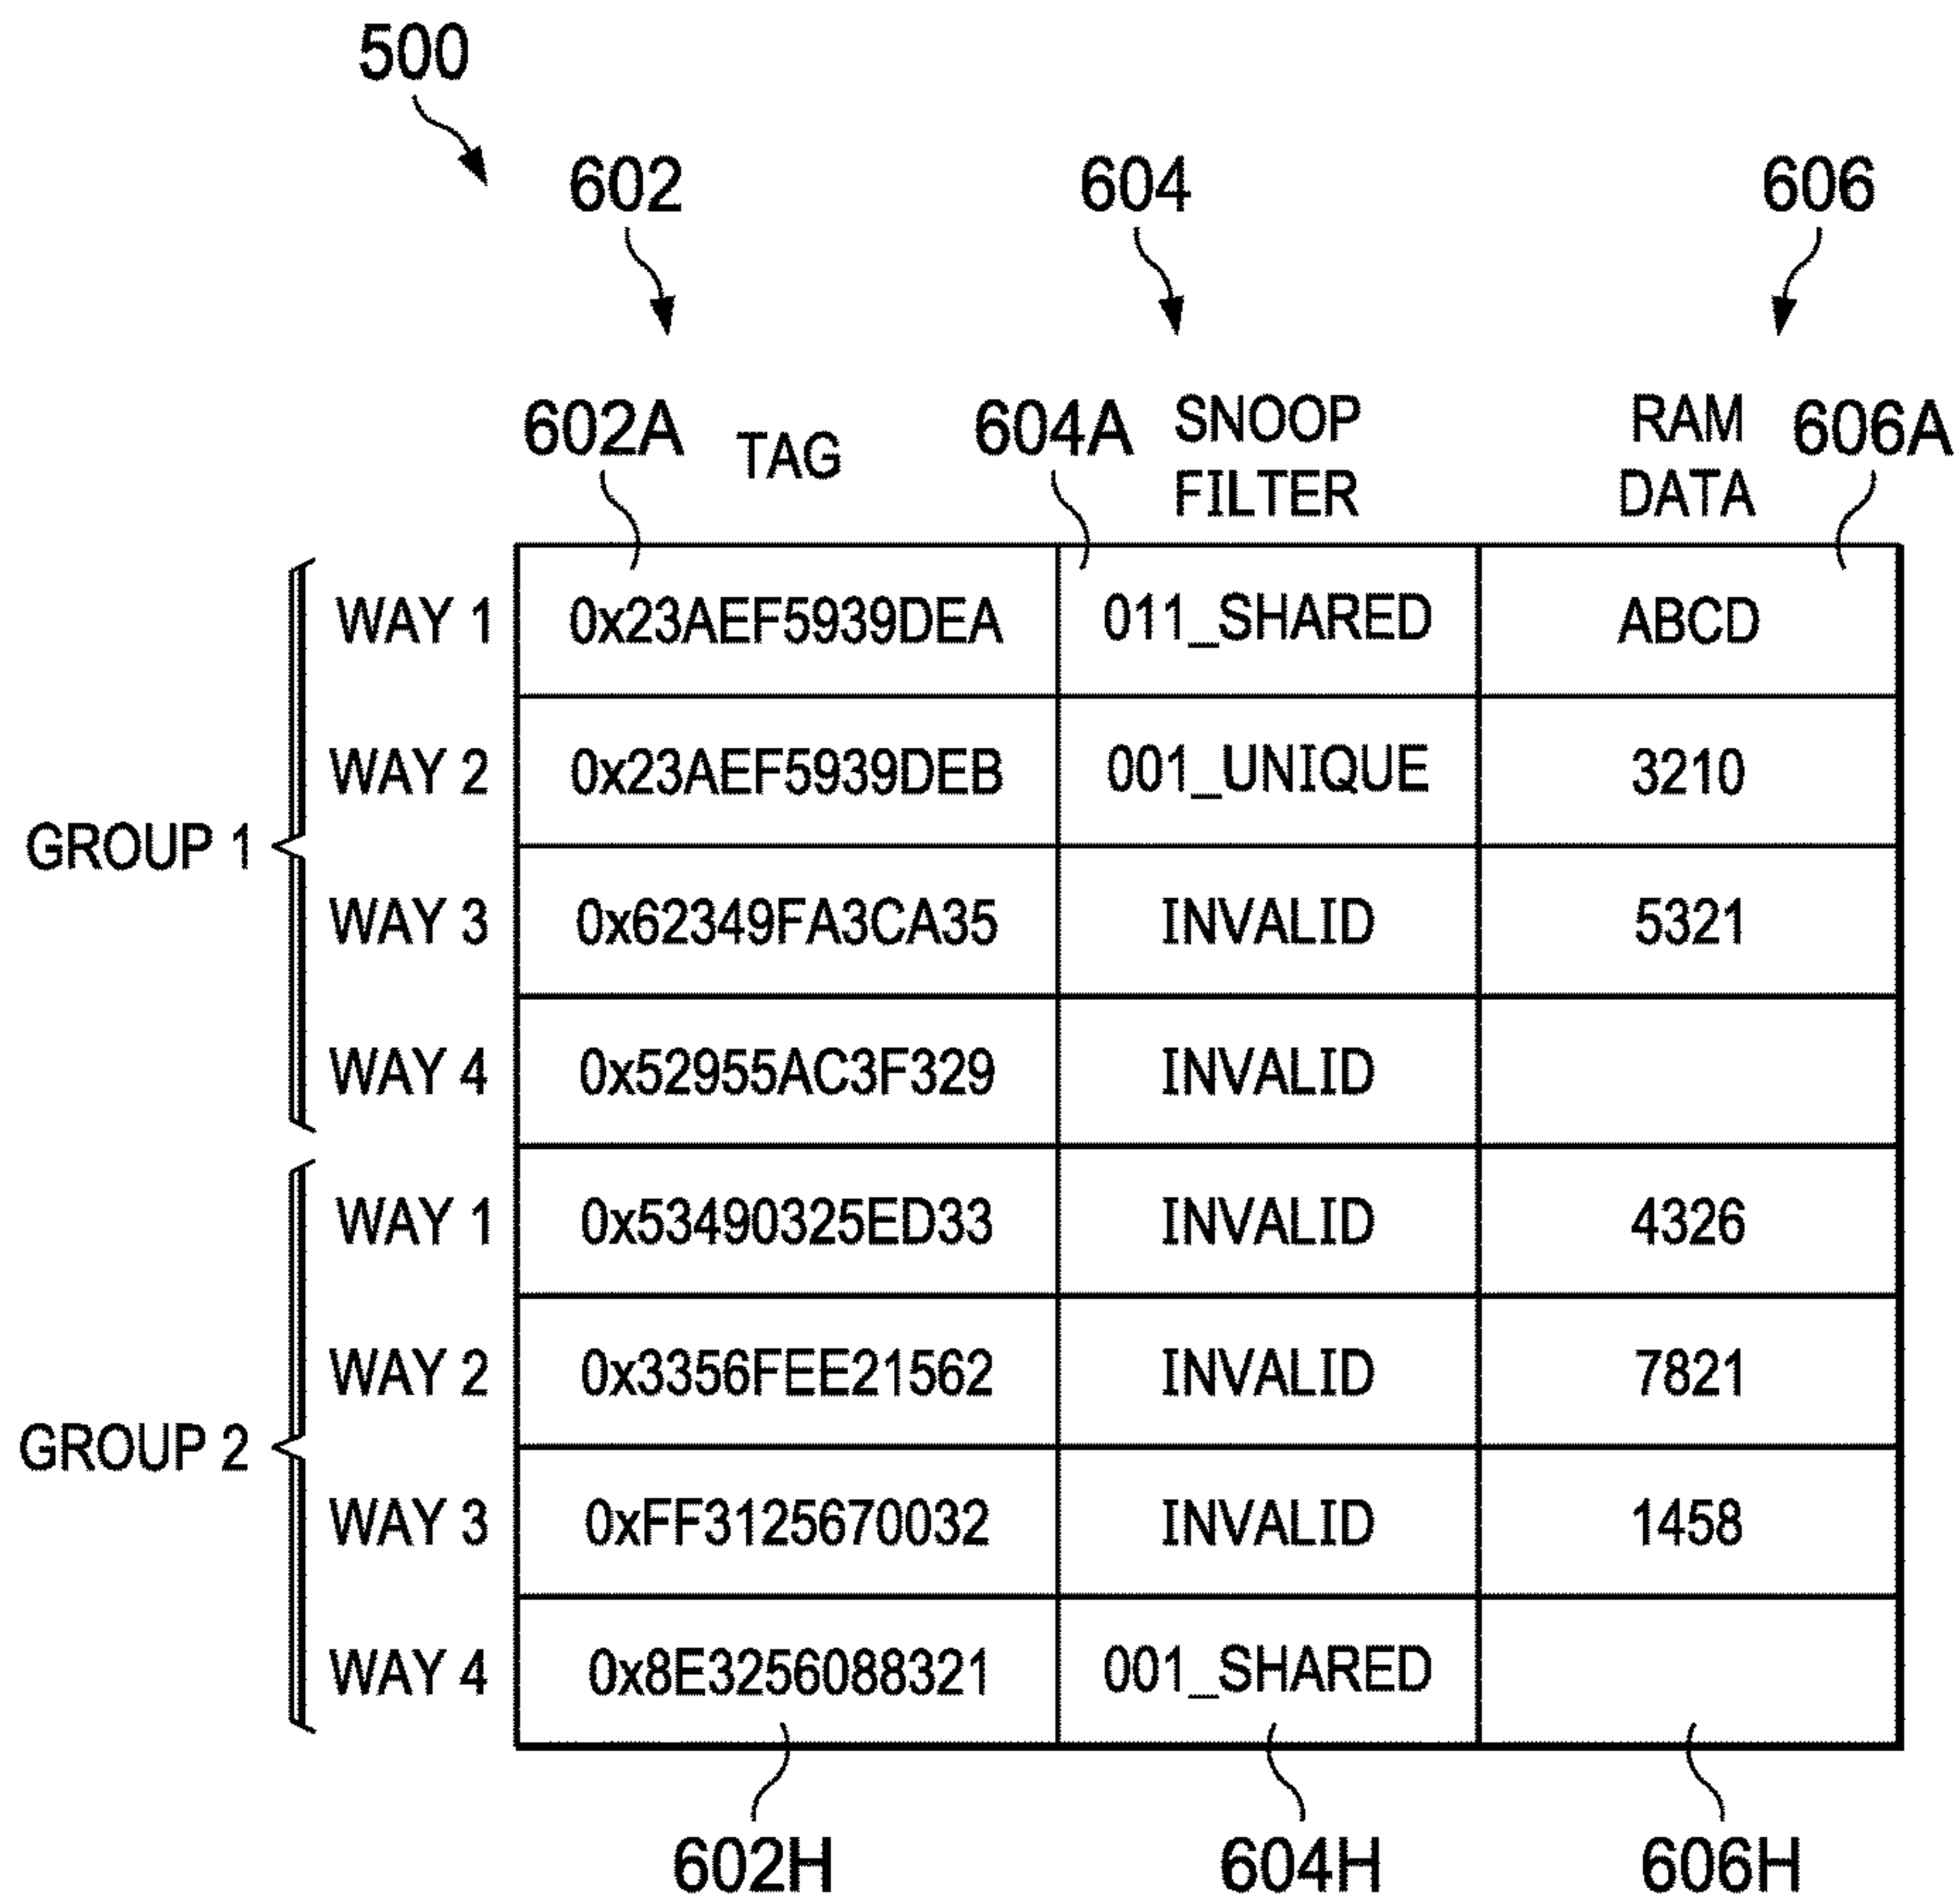 500
602 604 606
602A TAG 604A SNOOP FILTER RAM DATA 606A
GROUP 1
WAY 1 0x23AEF5939DEA 011_SHARED ABCD
WAY 2 0x23AEF5939DEB 001_UNIQUE 3210
WAY 3 0x62349FA3CA35 INVALID 5321
WAY 4 0x52955AC3F329 INVALID
GROUP 2
WAY 1 0x53490325ED33 INVALID 4326
WAY 2 0x3356FEE21562 INVALID 7821
WAY 3 0xFF3125670032 INVALID 1458
WAY 4 0x8E3256088321 001_SHARED
602H 604H 606H